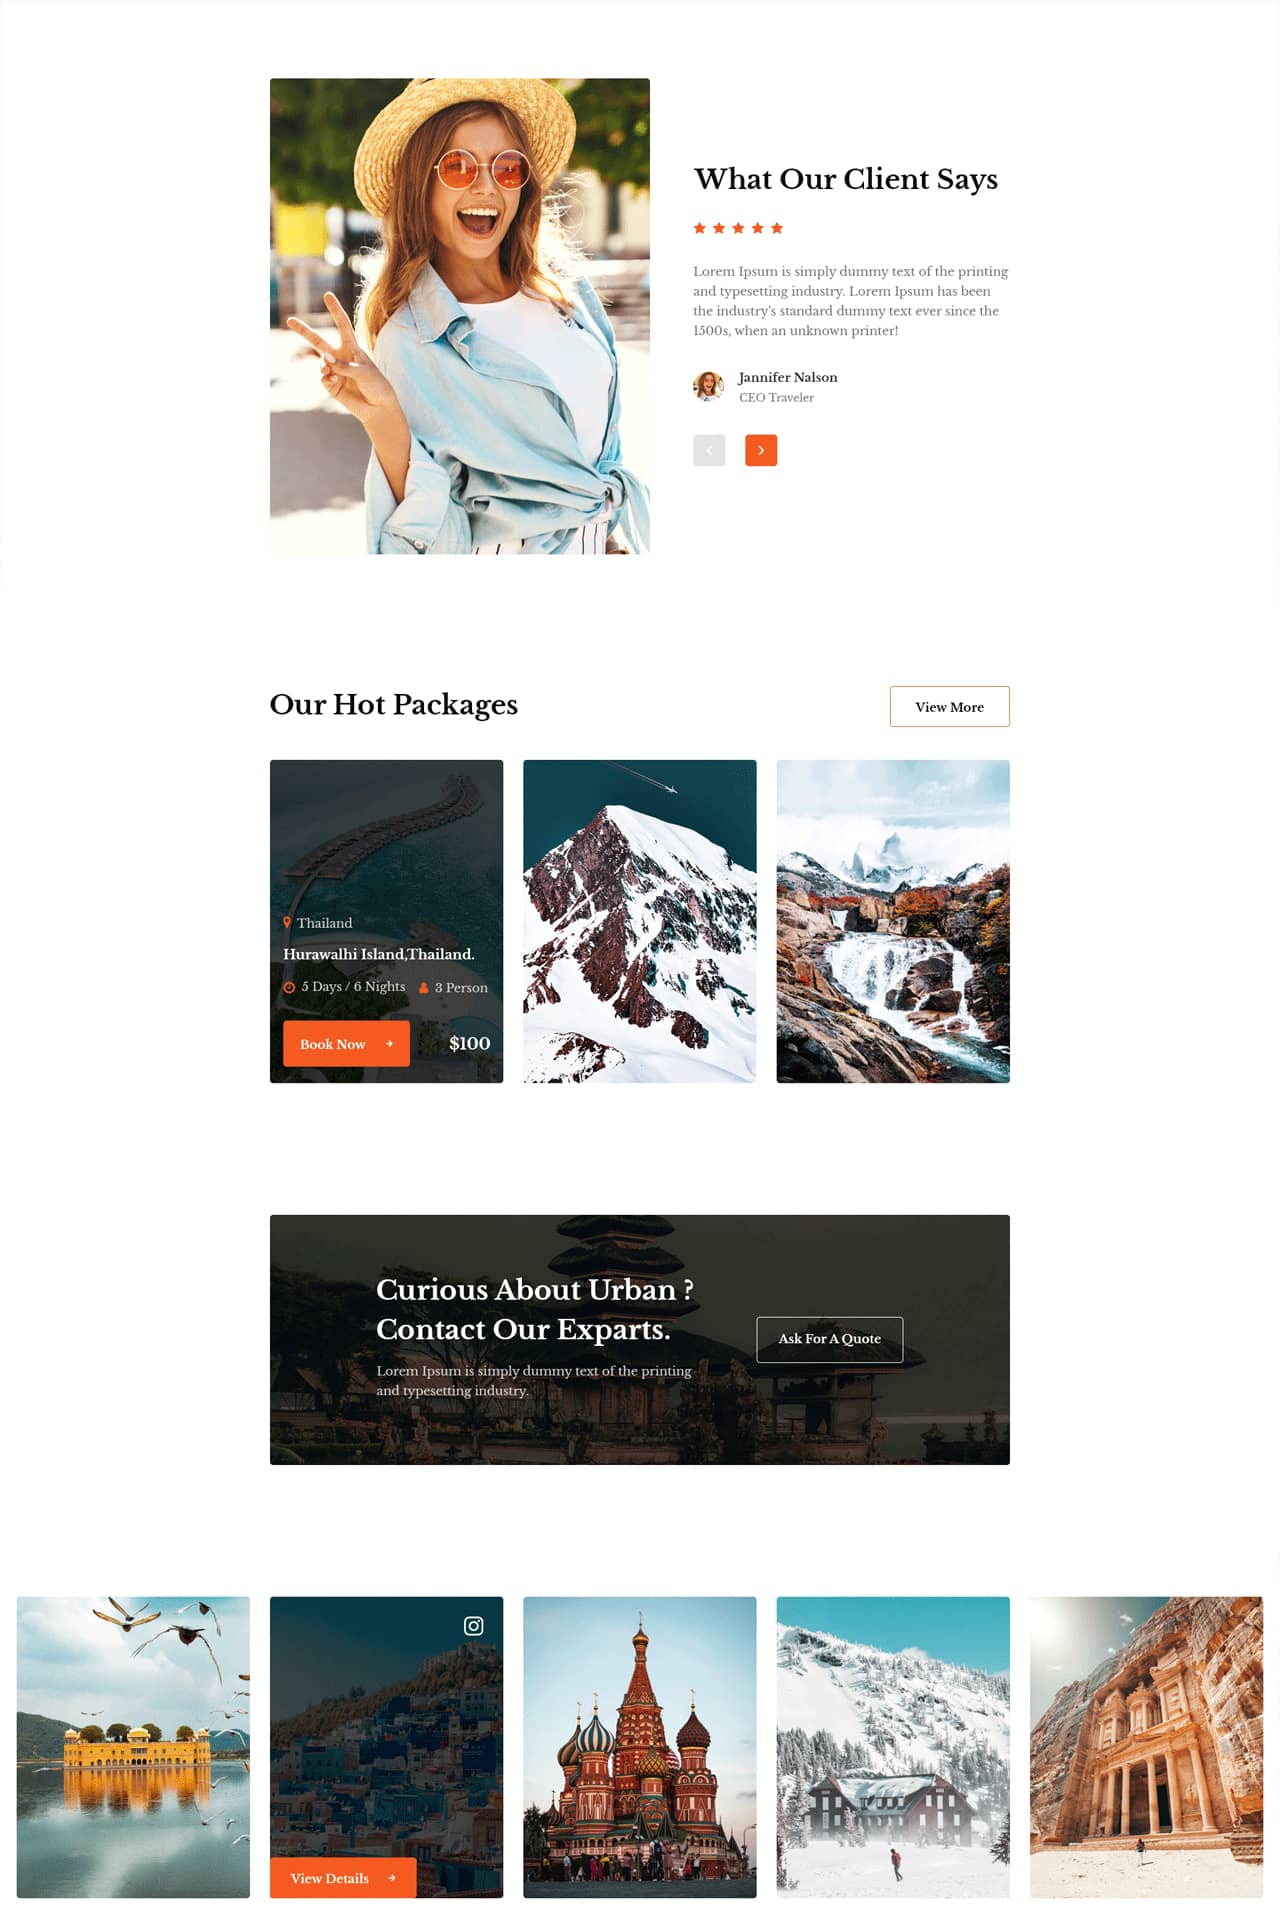 What Our Client Says
Lorem Ipsum is simply dummy text of the printing
and typesetting industry. Lorem Ipsum has been
the industry's standard dummy text ever since the
1500s, when an unknown printer!
Jannifer Nalson
CEO Traveler
Our Hot Packages
View More
Thailand
Hurawalhi Island,Thailand.
5 Days / 6 Nights
3 Person
Book Now
$100
Curious About Urban ?
Contact Our Exparts.
Lorem Ipsum is simply dummy text of the printing
and typesetting industry.
Ask For A Quote
View Details